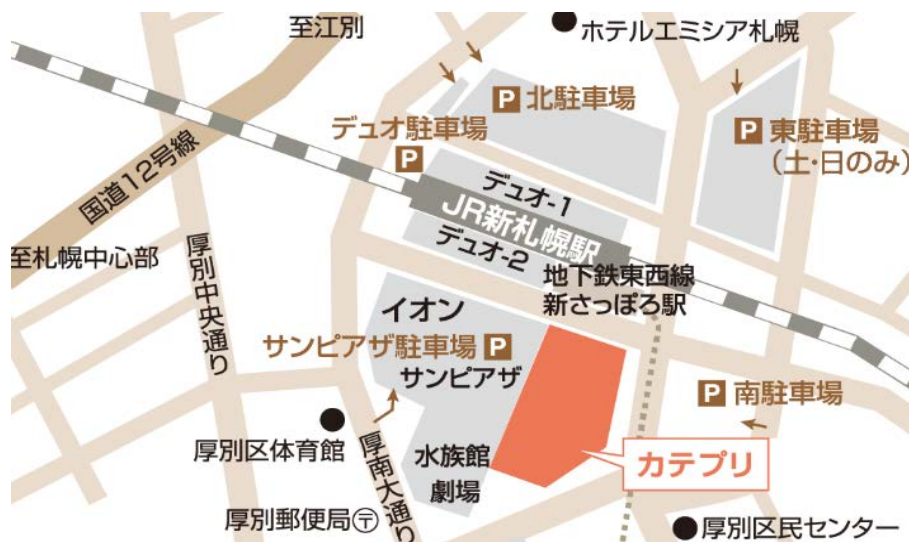 至江別
ホテルエミシア札幌
P 北駐車場
デュオ駐車場
P
P 東駐車場
(土・日のみ)
国道12号線
デュオ-1
JR新札幌駅
デュオ-2
至札幌中心部
厚別中央通り
地下鉄東西線
新さっぽろ駅
イオン
サンピアザ駐車場 P
サンピアザ
P 南駐車場
厚別区体育館
厚南大通り
水族館
劇場
カテプリ
厚別郵便局〒
厚別区民センター